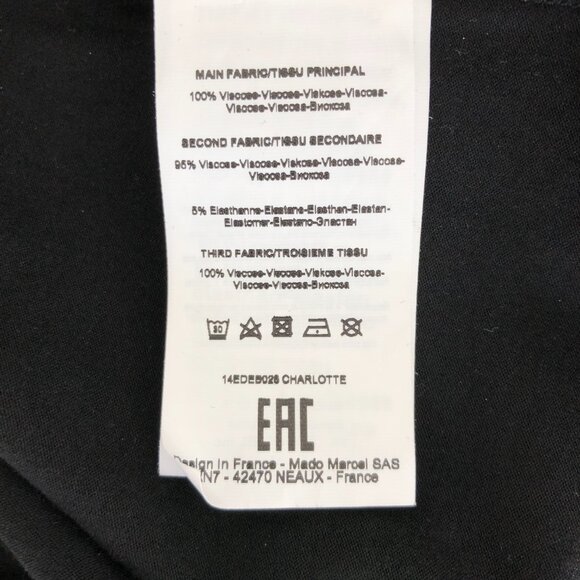 MAIN FABRIC/TISSU PRINCIPAL
100% Viscose-Viscose-Viskose-Viscosa-
Viscose-Viscosa-Вискоза
SECOND FABRIC/TISSU SECONDAIRE
95% Viscose-Viscose-Viskose-Viscosa-Viscose-
Viscosa-Вискоза
5% Elasthanne-Elastane-Elasthan-Elastan-
Elastomer-Elastano-Эластан
THIRD FABRIC/TROISIEME TISSU
100% Viscose-Viscose-Viskose-Viscosa-
Viscose-Viscosa-Вискоза
30
14EDEB026 CHARLOTTE
EAC
Design in France - Mado Marcel SAS
IN7 - 42470 NEAUX - France